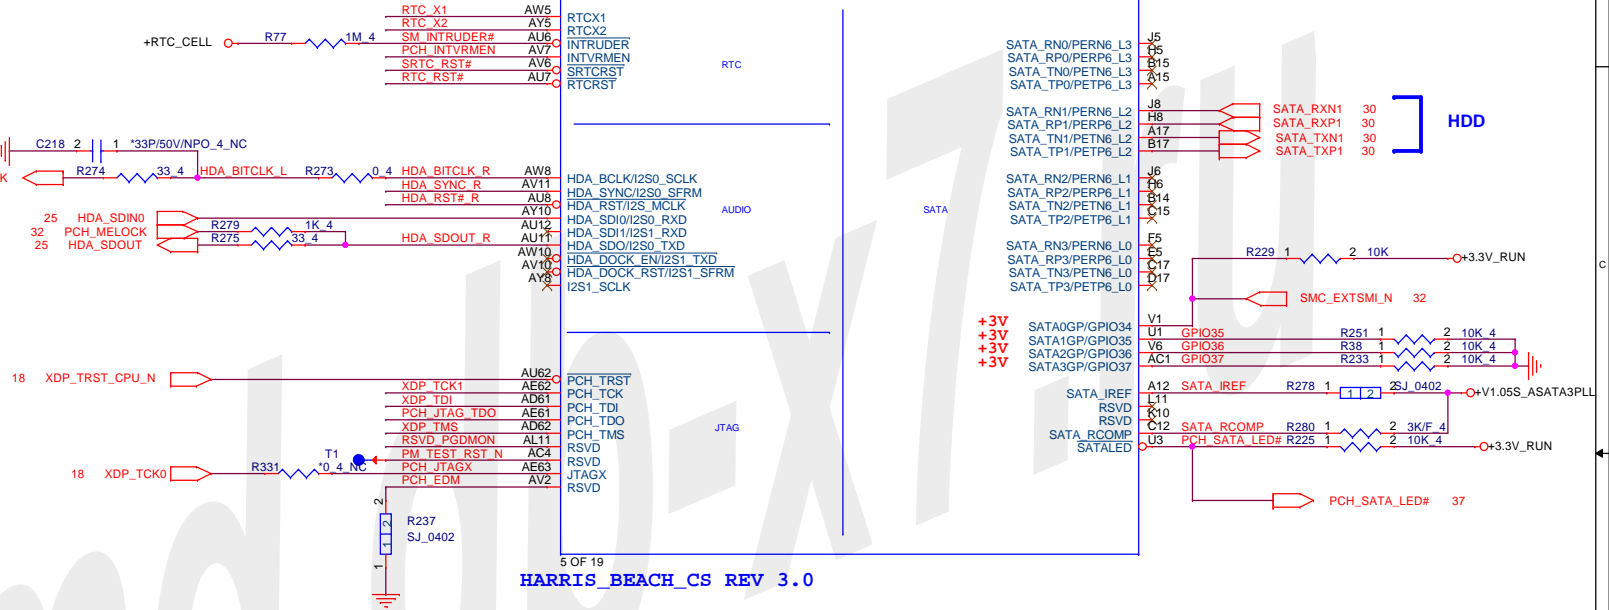 RTC_X1 AW5 RTCX1
RTC_X2 AY5 RTCX2
+RTC_CELL R77 1M_4 SM_INTRUDER# AU6 INTRUDER
PCH_INTVRMEN AV7 INTVRMEN
SRTC_RST# AV6 SRTCRST
RTC_RST# AU7 RTCRST
RTC
SATA_RN0/PERN6_L3 J5
SATA_RP0/PERP6_L3 H5
SATA_TN0/PETN6_L3 B15
SATA_TP0/PETP6_L3 A15
SATA_RN1/PERN6_L2 J8 SATA_RXN1 30
SATA_RP1/PERP6_L2 H8 SATA_RXP1 30
SATA_TN1/PETN6_L2 A17 SATA_TXN1 30
SATA_TP1/PETP6_L2 B17 SATA_TXP1 30
HDD
C218 2 1 *33P/50V/NPO_4_NC
K R274 33_4 HDA_BITCLK_L R273 0_4 HDA_BITCLK_R AW8 HDA_BCLK/I2S0_SCLK
HDA_SYNC_R AV11 HDA_SYNC/I2S0_SFRM
HDA_RST#_R AU8 HDA_RST/I2S_MCLK
25 HDA_SDIN0 AY10 HDA_SDI0/I2S0_RXD
32 PCH_MELOCK R279 1K_4 AU12 HDA_SDI1/I2S1_RXD
25 HDA_SDOUT R275 33_4 HDA_SDOUT_R AU11 HDA_SDO/I2S0_TXD
AW10 HDA_DOCK_EN/I2S1_TXD
AV10 HDA_DOCK_RST/I2S1_SFRM
AY8 I2S1_SCLK
AUDIO
SATA
SATA_RN2/PERN6_L1 J6
SATA_RP2/PERP6_L1 H6
SATA_TN2/PETN6_L1 B14
SATA_TP2/PETP6_L1 C15
SATA_RN3/PERN6_L0 F5
SATA_RP3/PERP6_L0 E5
SATA_TN3/PETN6_L0 C17
SATA_TP3/PETP6_L0 D17
R229 1 2 10K +3.3V_RUN
SMC_EXTSMI_N 32
C
+3V SATA0GP/GPIO34 V1
+3V SATA1GP/GPIO35 U1 GPIO35 R251 1 2 10K_4
+3V SATA2GP/GPIO36 V6 GPIO36 R38 1 2 10K_4
+3V SATA3GP/GPIO37 AC1 GPIO37 R233 1 2 10K_4
SATA_IREF A12 SATA_IREF R278 1 1 2 2 SJ_0402 +V1.05S_ASATA3PLL
RSVD L11
RSVD K10
SATA_RCOMP C12 SATA_RCOMP R280 1 2 3K/F_4
SATALED U3 PCH_SATA_LED# R225 1 2 10K_4 +3.3V_RUN
PCH_SATA_LED# 37
18 XDP_TRST_CPU_N AU62 PCH_TRST
XDP_TCK1 AE62 PCH_TCK
XDP_TDI AD61 PCH_TDI
PCH_JTAG_TDO AE61 PCH_TDO
XDP_TMS AD62 PCH_TMS
RSVD_PGDMON AL11 RSVD
T1 PM_TEST_RST_N AC4 RSVD
18 XDP_TCK0 R331 *0_4_NC PCH_JTAGX AE63 JTAGX
PCH_EDM AV2 RSVD
JTAG
2
2 R237
1 SJ_0402
1
5 OF 19
HARRIS_BEACH_CS REV 3.0